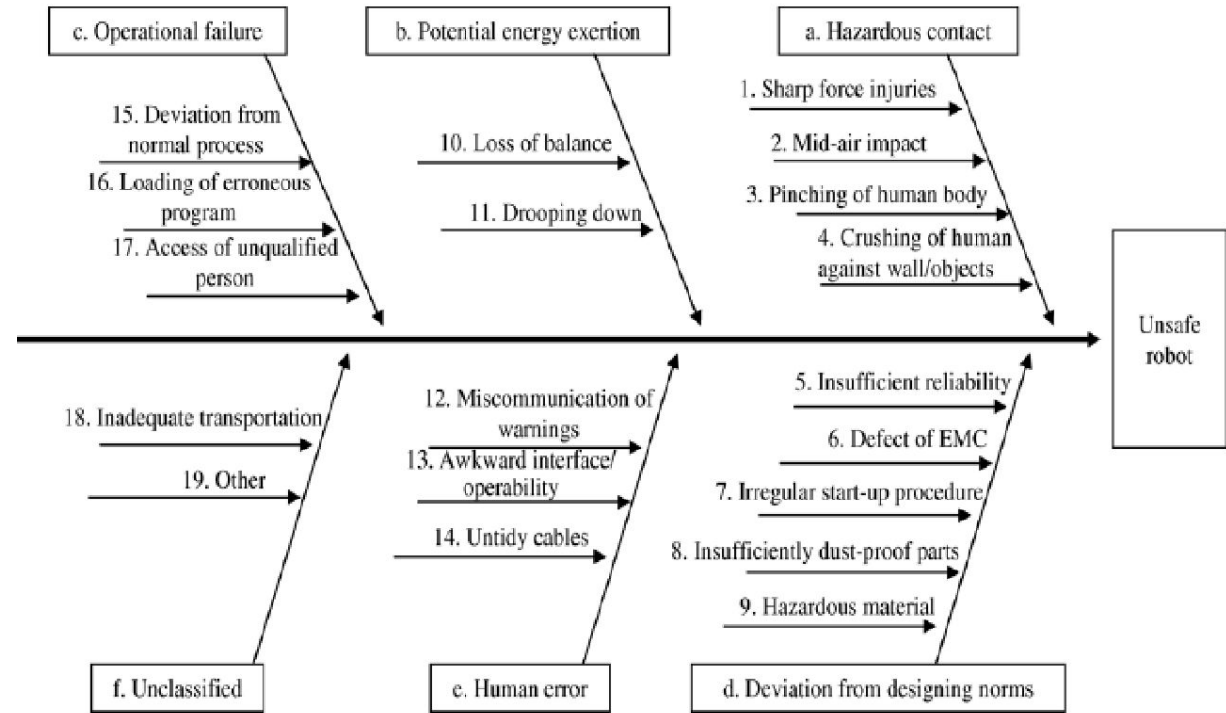 c. Operational failure
b. Potential energy exertion
a. Hazardous contact
15. Deviation from
normal process
16. Loading of erroneous
program
17. Access of unqualified
person
10. Loss of balance
11. Drooping down
1. Sharp force injuries
2. Mid-air impact
3. Pinching of human body
4. Crushing of human
against wall/objects
Unsafe
robot
18. Inadequate transportation
19. Other
12. Miscommunication of
warnings
13. Awkward interface/
operability
14. Untidy cables
5. Insufficient reliability
6. Defect of EMC
7. Irregular start-up procedure
8. Insufficiently dust-proof parts
9. Hazardous material
f. Unclassified
e. Human error
d. Deviation from designing norms